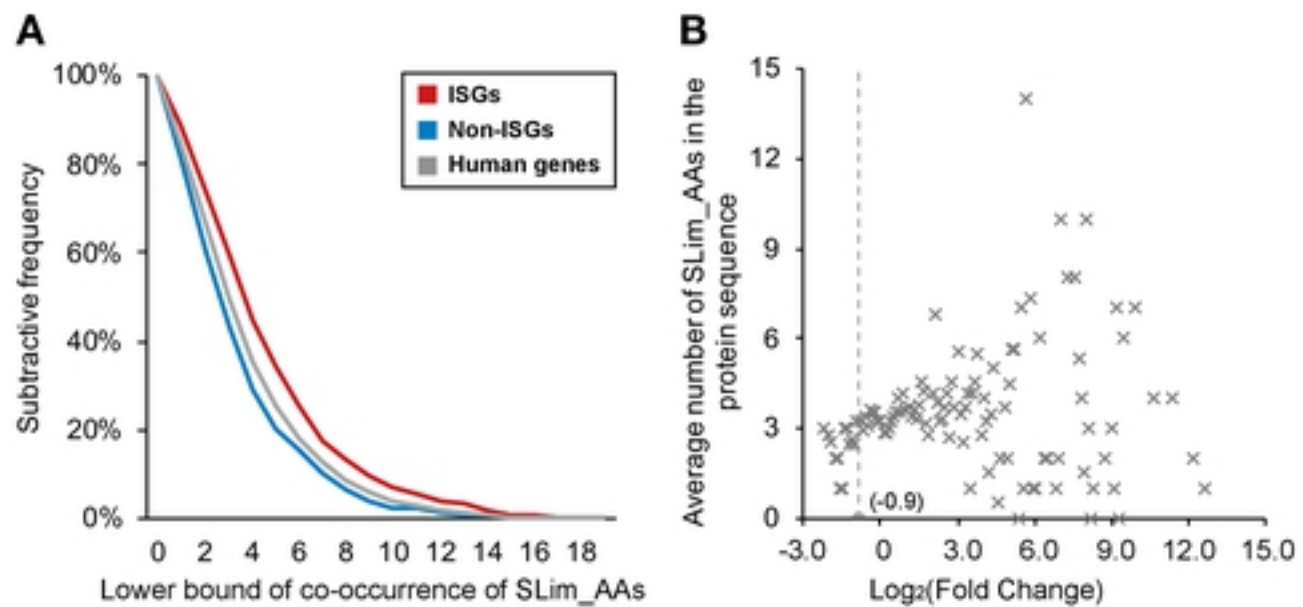 A
100%
80%
60%
40%
20%
0%
Subtractive frequency
ISGs
Non-ISGs
Human genes
0 2 4 6 8 10 12 14 16 18
Lower bound of co-occurrence of SLim_AAs
B
15
12
9
6
3
0
Average number of SLim_AAs in the
protein sequence
(-0.9)
-3.0 0 3.0 6.0 9.0 12.0 15.0
Log₂(Fold Change)